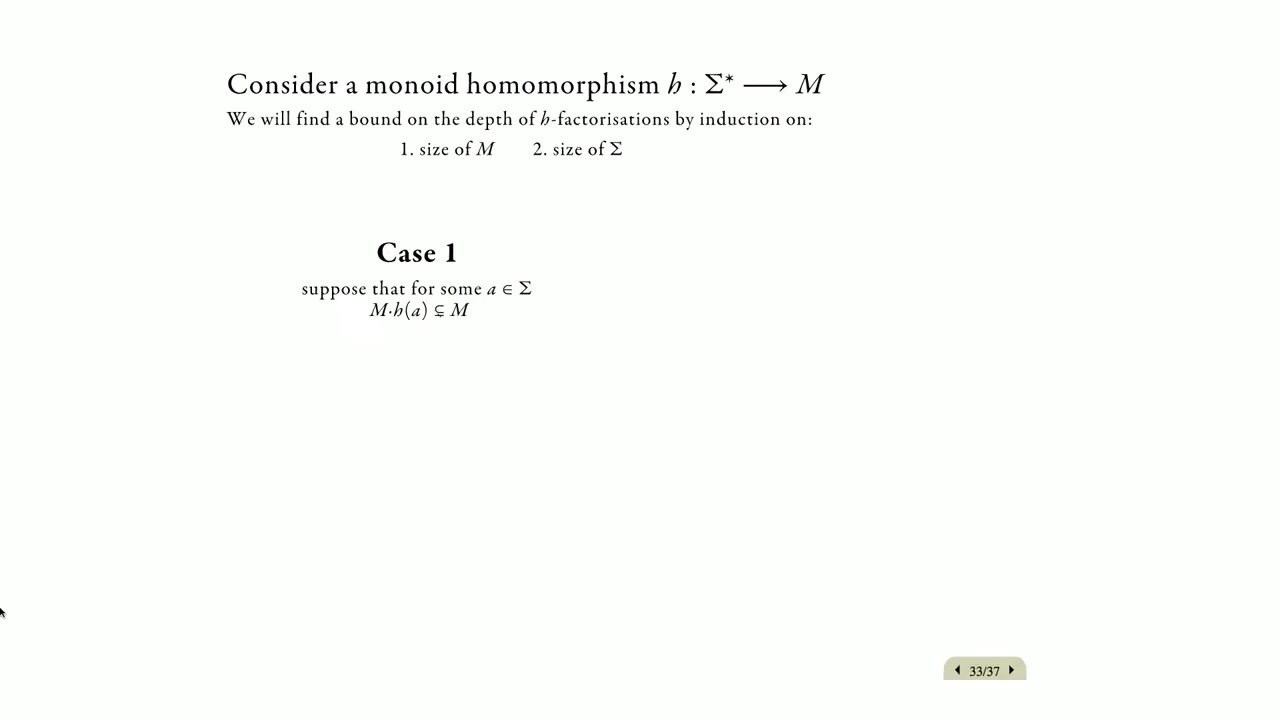 Consider a monoid homomorphism h : Σ* ⟶ M
We will find a bound on the depth of h-factorisations by induction on:
1. size of M 2. size of Σ
Case 1
suppose that for some a ∈ Σ
M·h(a) ⊊ M
33/37